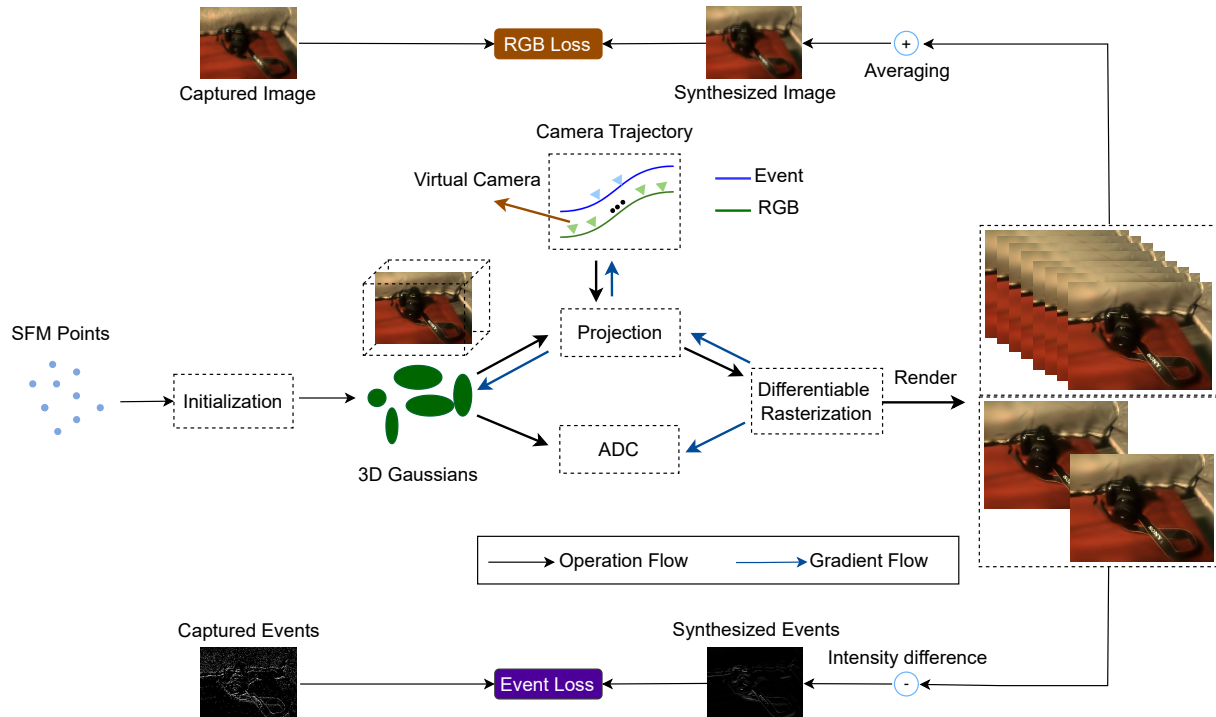 RGB Loss
+
Captured Image
Synthesized Image
Averaging
Camera Trajectory
Virtual Camera
Event
RGB
SFM Points
Initialization
Projection
Differentiable
Rasterization
Render
ADC
3D Gaussians
Operation Flow
Gradient Flow
Captured Events
Synthesized Events
Intensity difference
Event Loss
-